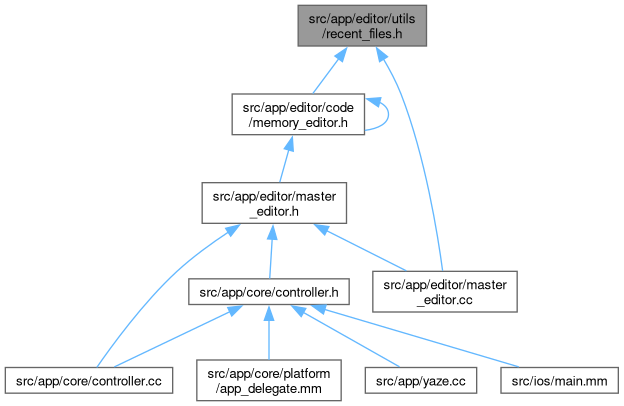 src/app/editor/utils
/recent_files.h
src/app/editor/code
/memory_editor.h
src/app/editor/master
_editor.h
src/app/core/controller.h
src/app/editor/master
_editor.cc
src/app/core/controller.cc
src/app/core/platform
/app_delegate.mm
src/app/yaze.cc
src/ios/main.mm